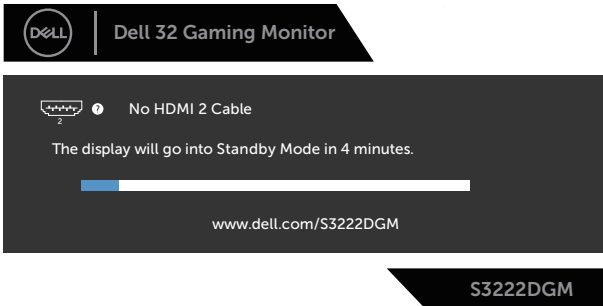 DELL
Dell 32 Gaming Monitor
? No HDMI 2 Cable
2
The display will go into Standby Mode in 4 minutes.
www.dell.com/S3222DGM
S3222DGM